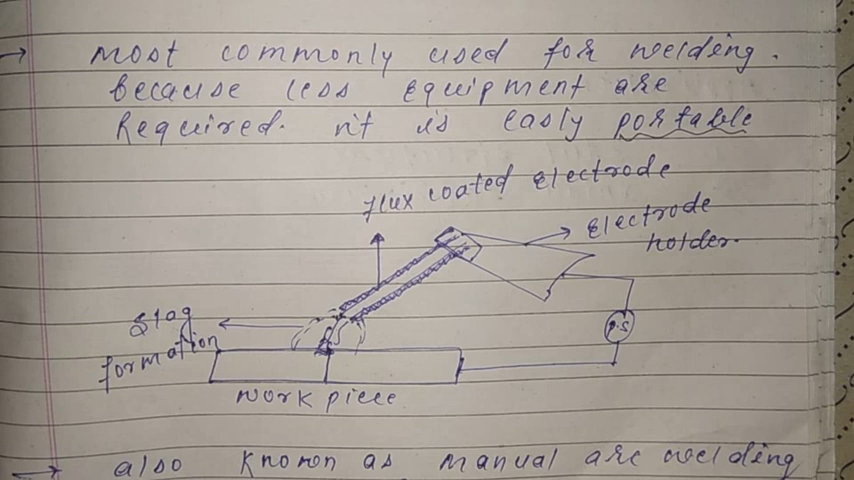 → most commonly used for welding.
because less equipment are
required. it is easly portable
flux coated electrode
Electrode
holder.
slag
formation
P.S
work piece
→ also known as manual arc welding